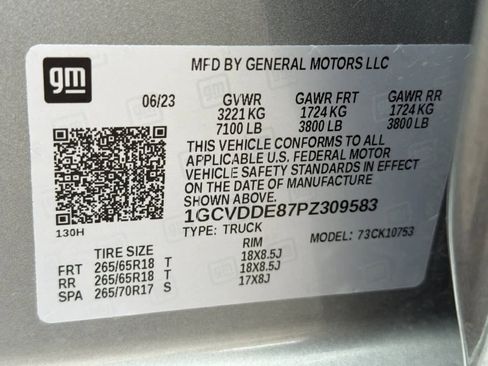 gm
MFD BY GENERAL MOTORS LLC
06/23 GVWR GAWR FRT GAWR RR
3221 KG 1724 KG 1724 KG
7100 LB 3800 LB 3800 LB
THIS VEHICLE CONFORMS TO ALL
APPLICABLE U.S. FEDERAL MOTOR
VEHICLE SAFETY STANDARDS IN EFFECT
ON THE DATE OF MANUFACTURE
SHOWN ABOVE.
1GCVDDE87PZ309583
130H
TYPE: TRUCK MODEL: 73CK10753
TIRE SIZE RIM
FRT 265/65R18 T 18X8.5J
RR 265/65R18 T 18X8.5J
SPA 265/70R17 S 17X8J